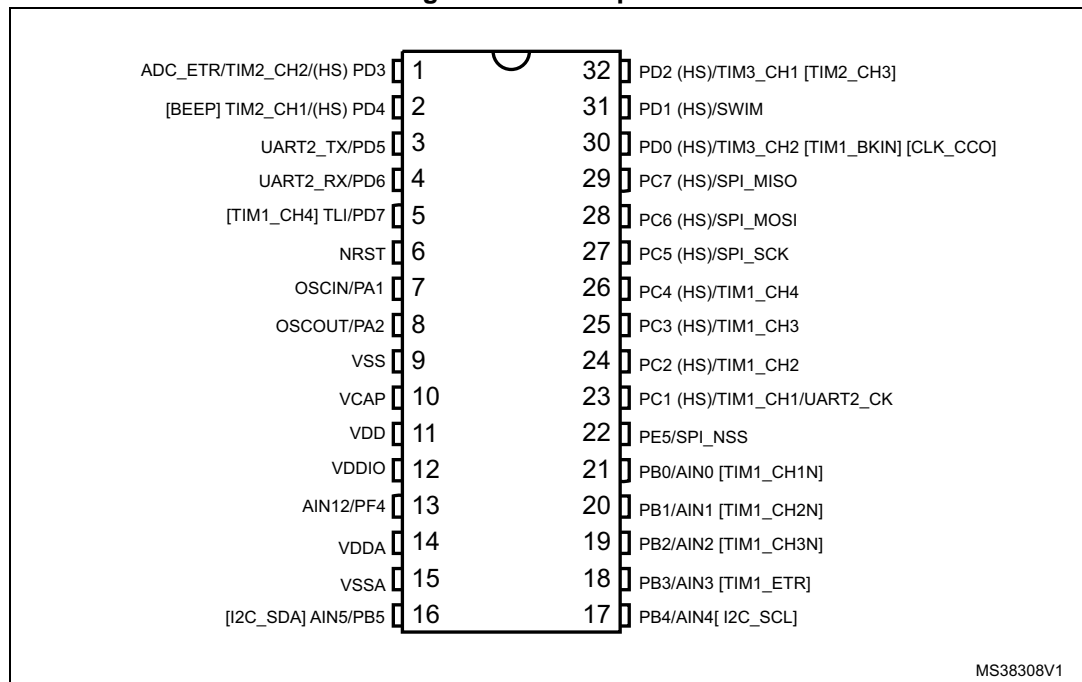 ADC_ETR/TIM2_CH2/(HS) PD3 1 32 PD2 (HS)/TIM3_CH1 [TIM2_CH3]
[BEEP] TIM2_CH1/(HS) PD4 2 31 PD1 (HS)/SWIM
UART2_TX/PD5 3 30 PD0 (HS)/TIM3_CH2 [TIM1_BKIN] [CLK_CCO]
UART2_RX/PD6 4 29 PC7 (HS)/SPI_MISO
[TIM1_CH4] TLI/PD7 5 28 PC6 (HS)/SPI_MOSI
NRST 6 27 PC5 (HS)/SPI_SCK
OSCIN/PA1 7 26 PC4 (HS)/TIM1_CH4
OSCOUT/PA2 8 25 PC3 (HS)/TIM1_CH3
VSS 9 24 PC2 (HS)/TIM1_CH2
VCAP 10 23 PC1 (HS)/TIM1_CH1/UART2_CK
VDD 11 22 PE5/SPI_NSS
VDDIO 12 21 PB0/AIN0 [TIM1_CH1N]
AIN12/PF4 13 20 PB1/AIN1 [TIM1_CH2N]
VDDA 14 19 PB2/AIN2 [TIM1_CH3N]
VSSA 15 18 PB3/AIN3 [TIM1_ETR]
[I2C_SDA] AIN5/PB5 16 17 PB4/AIN4[ I2C_SCL]
MS38308V1